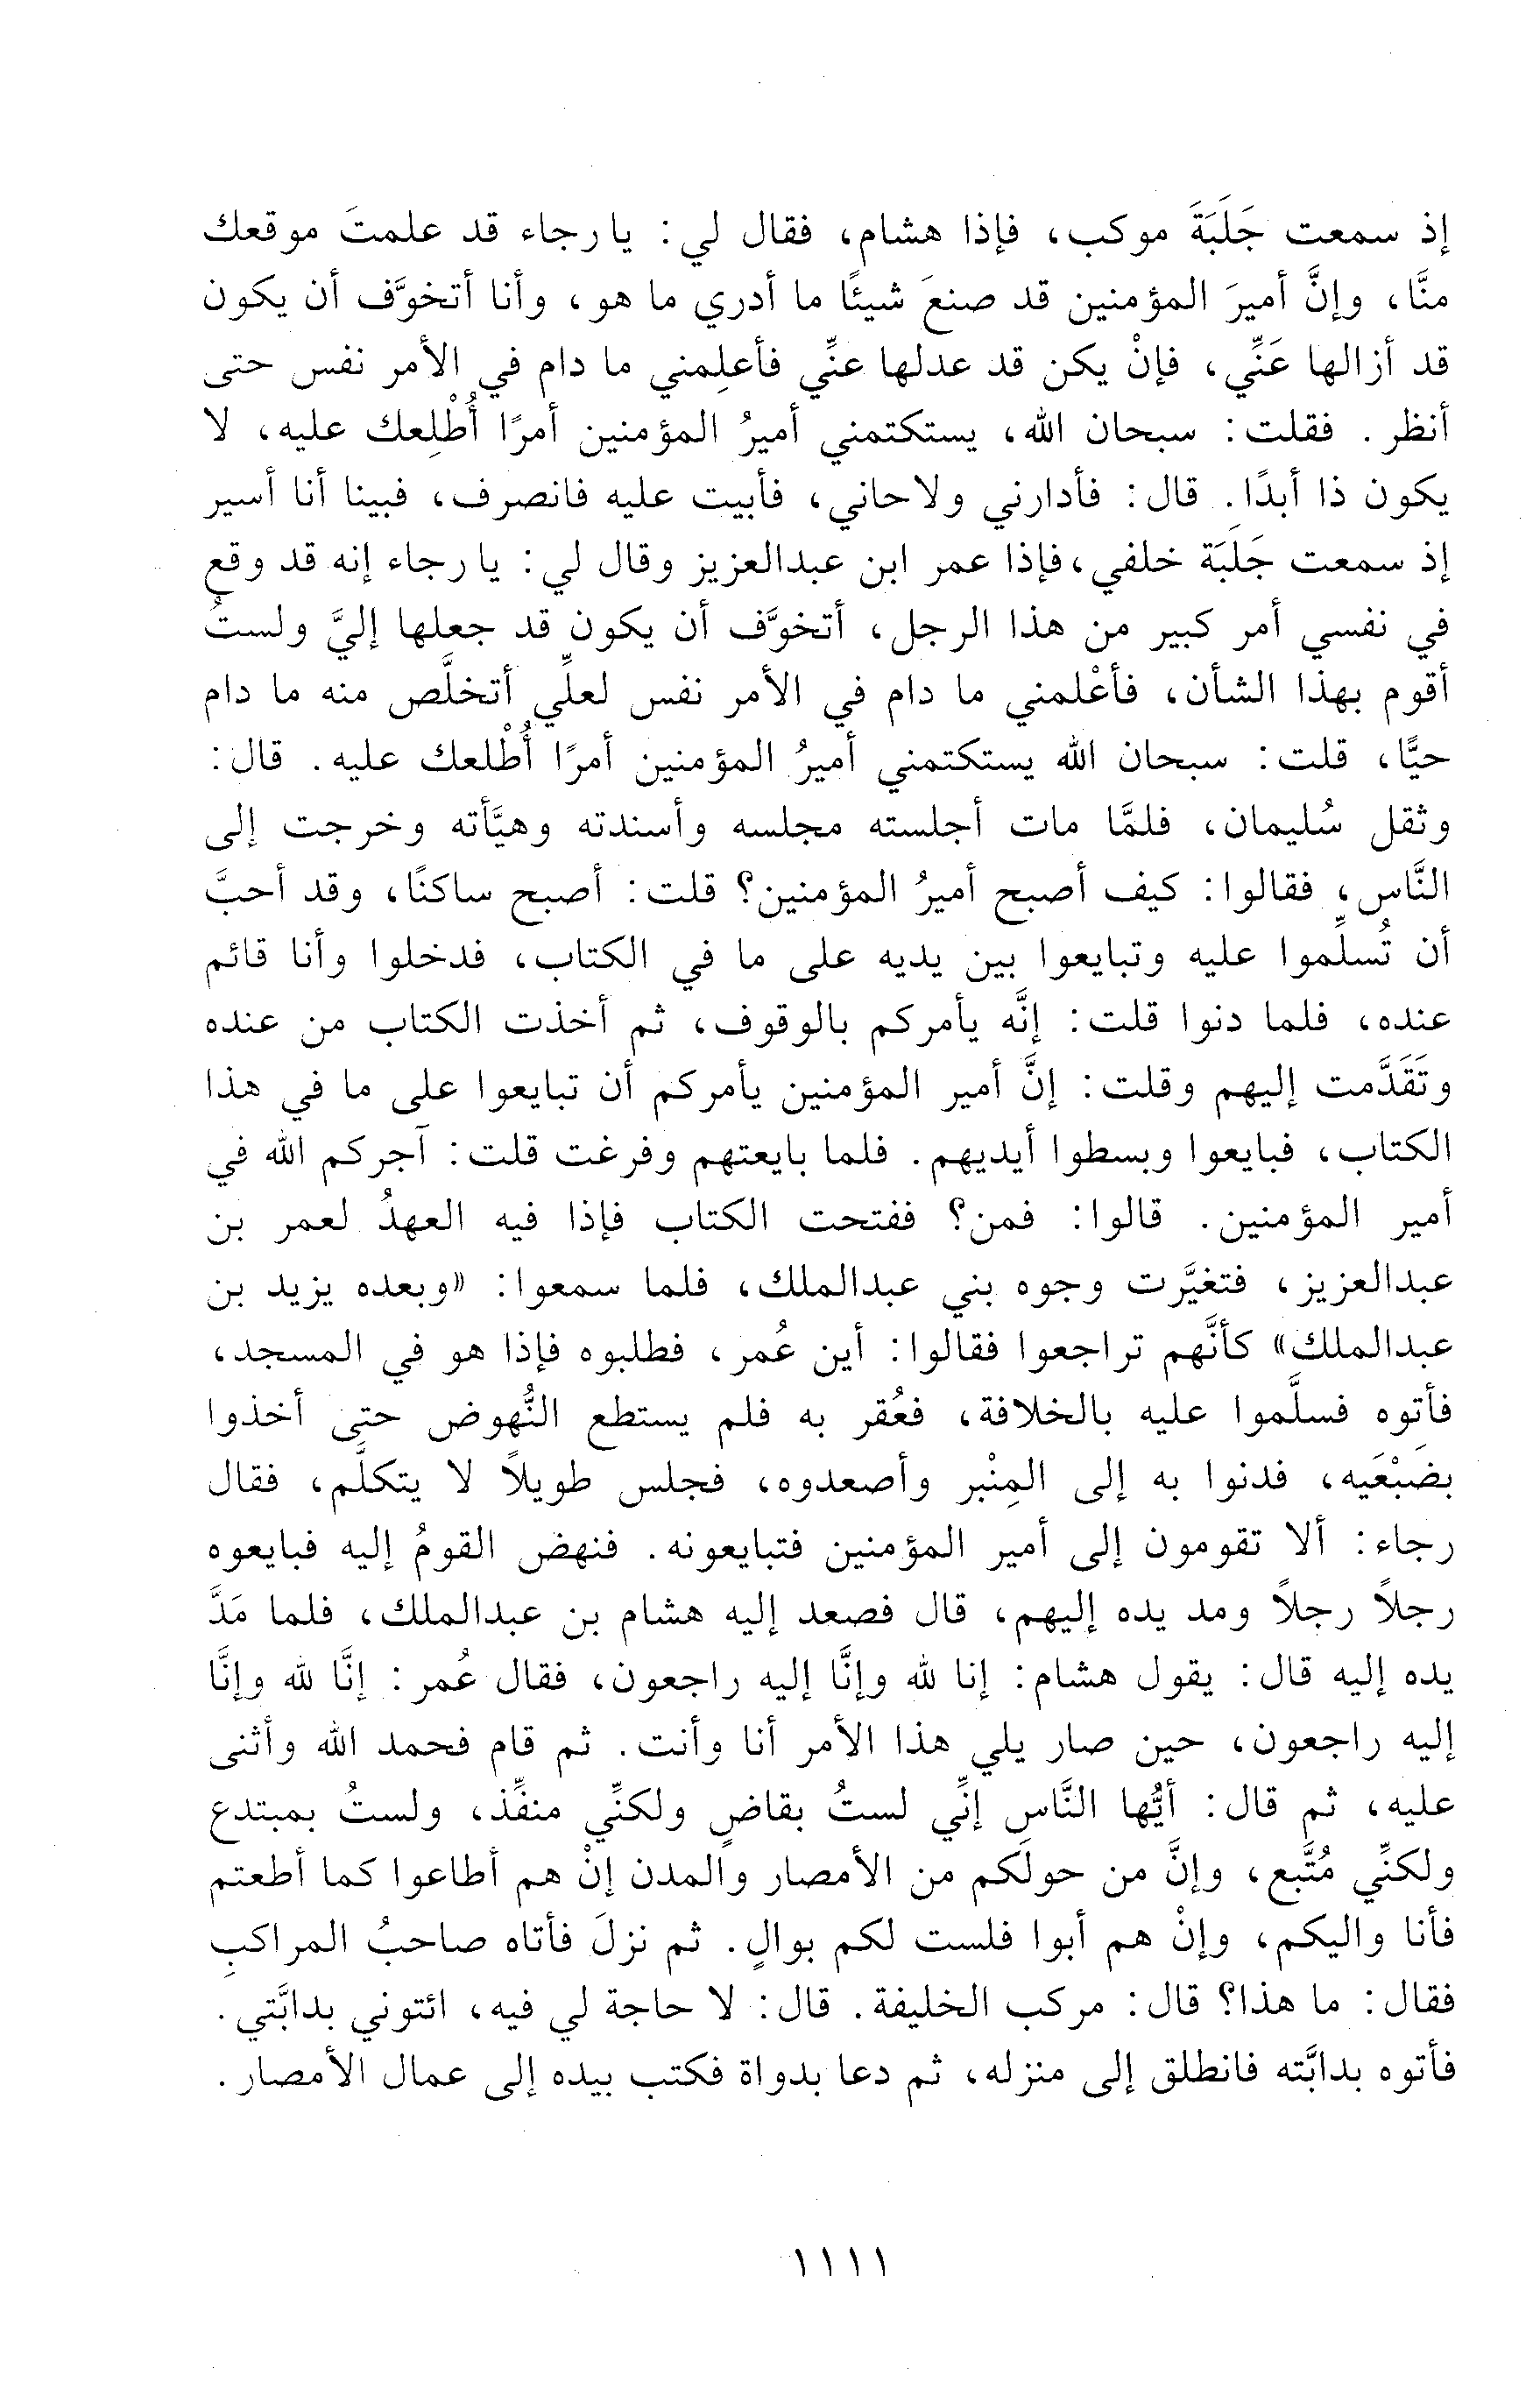 إذ سمعت جَلَبَةَ موكب، فإذا هشام، فقال لي: يا رجاء قد علمتَ موقعك
منَّا، وإنَّ أميرَ المؤمنين قد صنعَ شيئًا ما أدري ما هو، وأنا أتخوَّف أن يكون
قد أزالها عَنِّي، فإنْ يكن قد عدلها عنِّي فأعلِمني ما دام في الأمر نفس حتى
أنظر. فقلت: سبحان الله، يستكتمني أميرُ المؤمنين أمرًا أُطْلِعك عليه، لا
يكون ذا أبدًا. قال: فأدارني ولاحاني، فأبيت عليه فانصرف، فبينا أنا أسير
إذ سمعت جَلَبَة خلفي، فإذا عمر ابن عبدالعزيز وقال لي: يا رجاء إنه قد وقع
في نفسي أمر كبير من هذا الرجل، أتخوَّف أن يكون قد جعلها إليَّ ولستُ
أقوم بهذا الشأن، فأعْلمني ما دام في الأمر نفس لعلِّي أتخلَّص منه ما دام
حيًّا، قلت: سبحان الله يستكتمني أميرُ المؤمنين أمرًا أُطْلعك عليه. قال:
وثقل سُليمان، فلمَّا مات أجلسته مجلسه وأسندته وهيَّأته وخرجت إلى
النَّاس، فقالوا: كيف أصبح أميرُ المؤمنين؟ قلت: أصبح ساكنًا، وقد أحبَّ
أن تُسلِّموا عليه وتبايعوا بين يديه على ما في الكتاب، فدخلوا وأنا قائم
عنده، فلما دنوا قلت: إنَّه يأمركم بالوقوف، ثم أخذت الكتاب من عنده
وتَقَدَّمت إليهم وقلت: إنَّ أمير المؤمنين يأمركم أن تبايعوا على ما في هذا
الكتاب، فبايعوا وبسطوا أيديهم. فلما بايعتهم وفرغت قلت: آجركم الله في
أمير المؤمنين. قالوا: فمن؟ ففتحت الكتاب فإذا فيه العهدُ لعمر بن
عبدالعزيز، فتغيَّرت وجوه بني عبدالملك، فلما سمعوا: «وبعده يزيد بن
عبدالملك» كأنَّهم تراجعوا فقالوا: أين عُمر، فطلبوه فإذا هو في المسجد،
فأتوه فسلَّموا عليه بالخلافة، فعُقر به فلم يستطع النُّهوض حتى أخذوا
بضَبْعَيه، فدنوا به إلى المِنْبر وأصعدوه، فجلس طويلاً لا يتكلَّم، فقال
رجاء: ألا تقومون إلى أمير المؤمنين فتبايعونه. فنهض القومُ إليه فبايعوه
رجلاً رجلاً ومد يده إليهم، قال فصعد إليه هشام بن عبدالملك، فلما مَدَّ
يده إليه قال: يقول هشام: إنا لله وإنَّا إليه راجعون، فقال عُمر: إنَّا لله وإنَّا
إليه راجعون، حين صار يلي هذا الأمر أنا وأنت. ثم قام فحمد الله وأثنى
عليه، ثم قال: أيُّها النَّاس إنِّي لستُ بقاضٍ ولكنِّي منفِّذ، ولستُ بمبتدع
ولكنِّي مُتَّبع، وإنَّ من حولَكم من الأمصار والمدن إنْ هم أطاعوا كما أطعتم
فأنا واليكم، وإنْ هم أبوا فلست لكم بوالٍ. ثم نزلَ فأتاه صاحبُ المراكبِ
فقال: ما هذا؟ قال: مركب الخليفة. قال: لا حاجة لي فيه، ائتوني بدابَّتي.
فأتوه بدابَّته فانطلق إلى منزله، ثم دعا بدواة فكتب بيده إلى عمال الأمصار.
١١١١